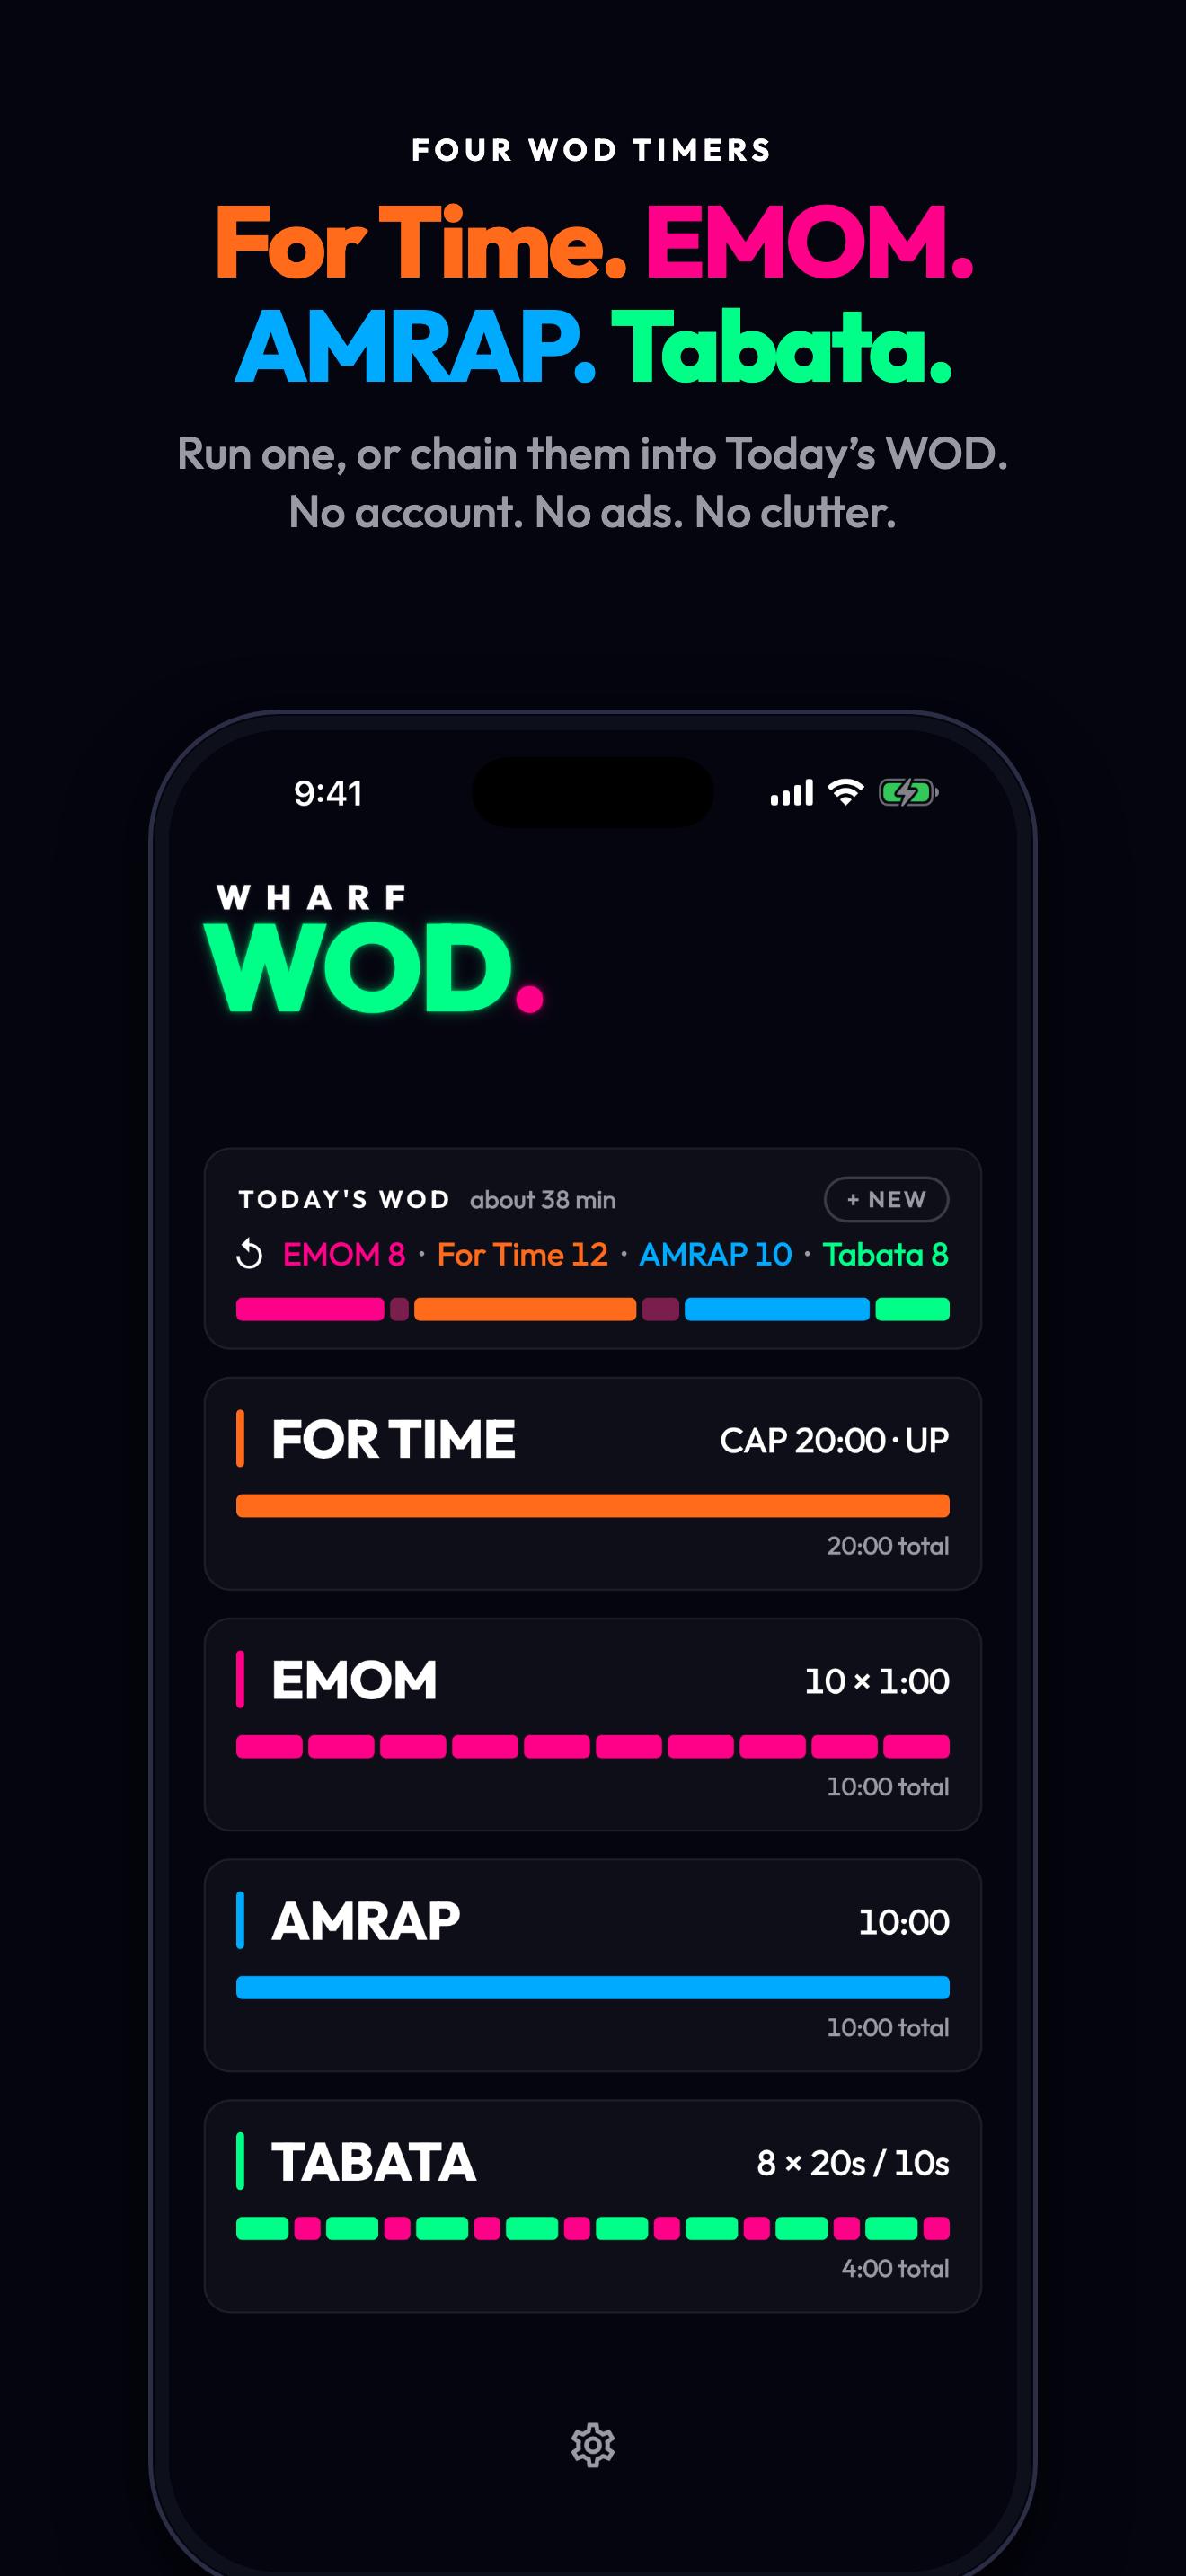 FOUR WOD TIMERS
For Time. EMOM.
AMRAP. Tabata.
Run one, or chain them into Today’s WOD.
No account. No ads. No clutter.
9:41
WHARF
WOD.
TODAY'S WOD about 38 min + NEW
EMOM 8 · For Time 12 · AMRAP 10 · Tabata 8
FOR TIME CAP 20:00 · UP
20:00 total
EMOM 10 × 1:00
10:00 total
AMRAP 10:00
10:00 total
TABATA 8 × 20s / 10s
4:00 total